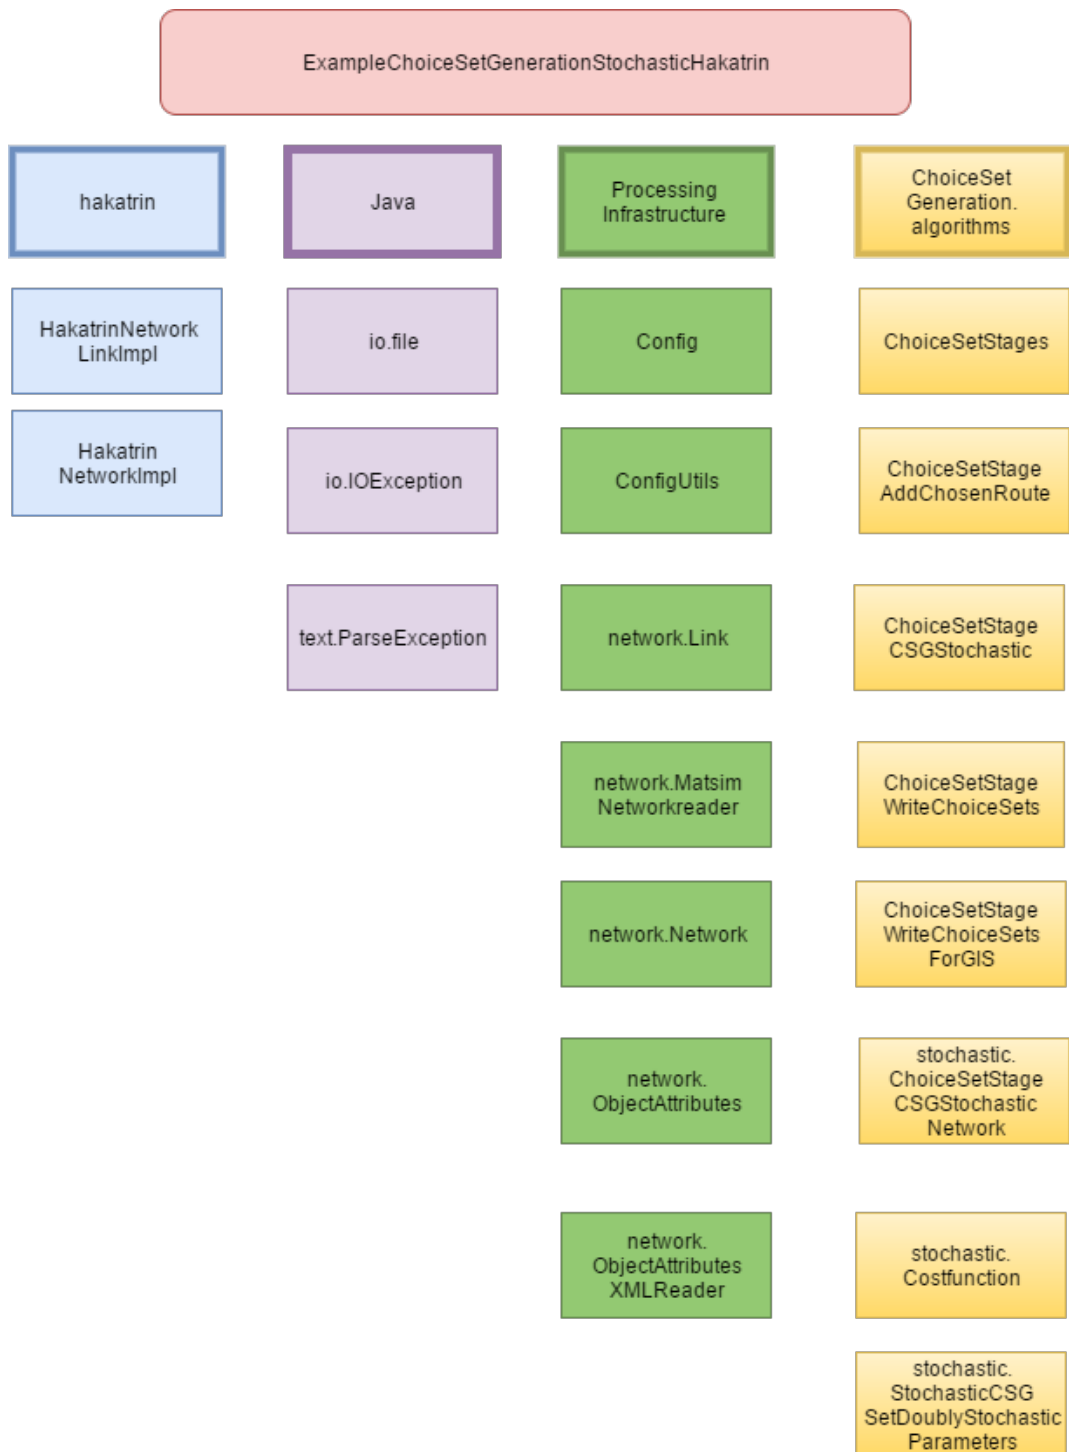 ExampleChoiceSetGenerationStochasticHakatrin
hakatrin
Java
Processing
Infrastructure
ChoiceSet
Generation.
algorithms
HakatrinNetwork
LinkImpl
io.file
Config
ChoiceSetStages
Hakatrin
NetworkImpl
io.IOException
ConfigUtils
ChoiceSetStage
AddChosenRoute
text.ParseException
network.Link
ChoiceSetStage
CSGStochastic
network.Matsim
Networkreader
ChoiceSetStage
WriteChoiceSets
network.Network
ChoiceSetStage
WriteChoiceSets
ForGIS
network.
ObjectAttributes
stochastic.
ChoiceSetStage
CSGStochastic
Network
network.
ObjectAttributes
XMLReader
stochastic.
Costfunction
stochastic.
StochasticCSG
SetDoublyStochastic
Parameters